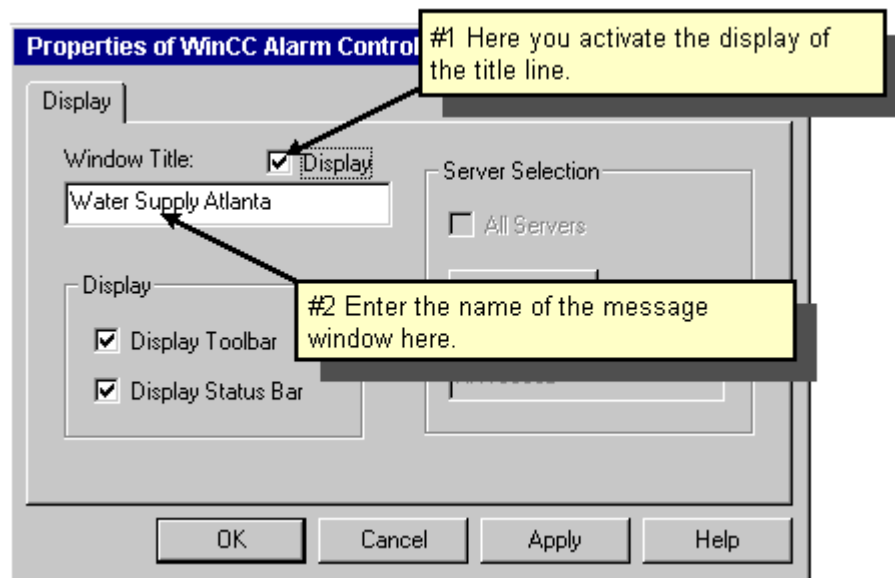 Properties of WinCC Alarm Control
#1 Here you activate the display of
the title line.
Display
Window Title:
Display
Water Supply Atlanta
Server Selection
All Servers
#2 Enter the name of the message
window here.
Display
Display Toolbar
Display Status Bar
OK
Cancel
Apply
Help